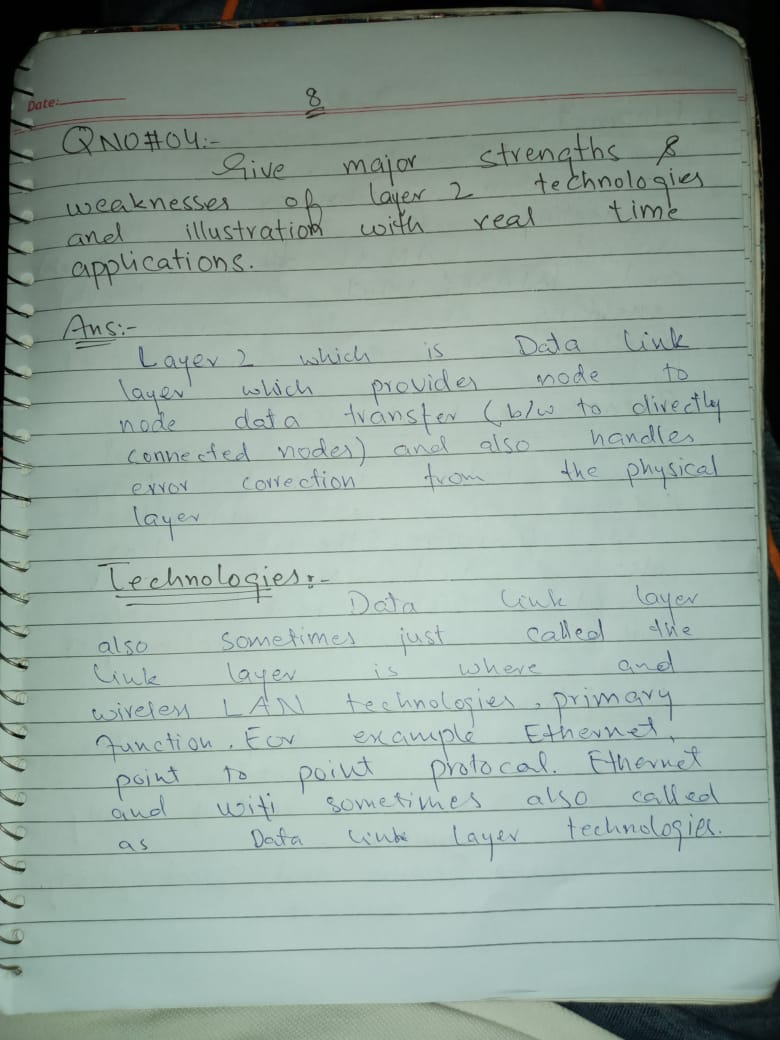 Date:
8
QNO#04:-
Give major strengths &
weaknesses of layer 2 technologies
and illustration with real time
applications.
Ans:-
Layer 2 which is Data link
layer which provides node to
node data transfer (b/w to directly
connected nodes) and also handles
error correction from the physical
layer
Technologies:-
Data link layer
also sometimes just called the
link layer is where and
wireless LAN technologies, primary
function. For example Ethernet,
point to point protocal. Ethernet
and wifi sometimes also called
as Data link layer technologies.